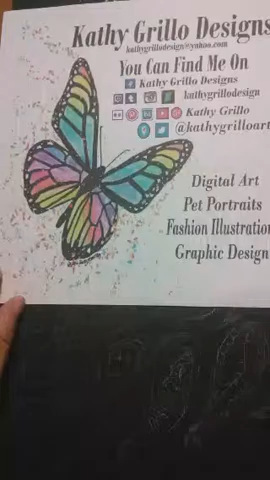 Kathy Grillo Designs
kathygrillodesign@yahoo.com
You Can Find Me On
Kathy Grillo Designs
kathygrillodesign
Kathy Grillo
@kathygrilloart
Digital Art
Pet Portraits
Fashion Illustration
Graphic Design